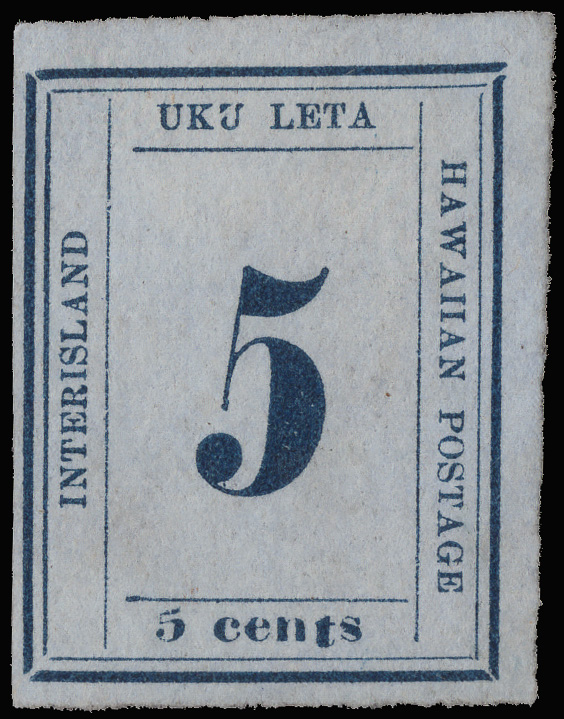 UKU LETA
INTERISLAND
5
HAWAIIAN POSTAGE
5 cents